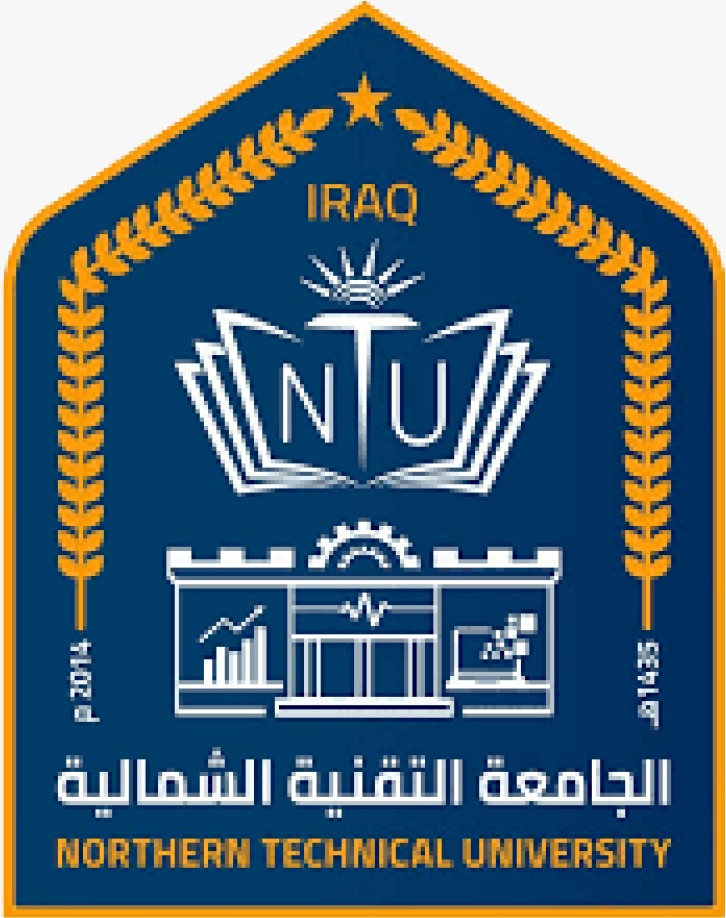 IRAQ
NTU
2014 م
1435 هـ
الجامعة التقنية الشمالية
NORTHERN TECHNICAL UNIVERSITY